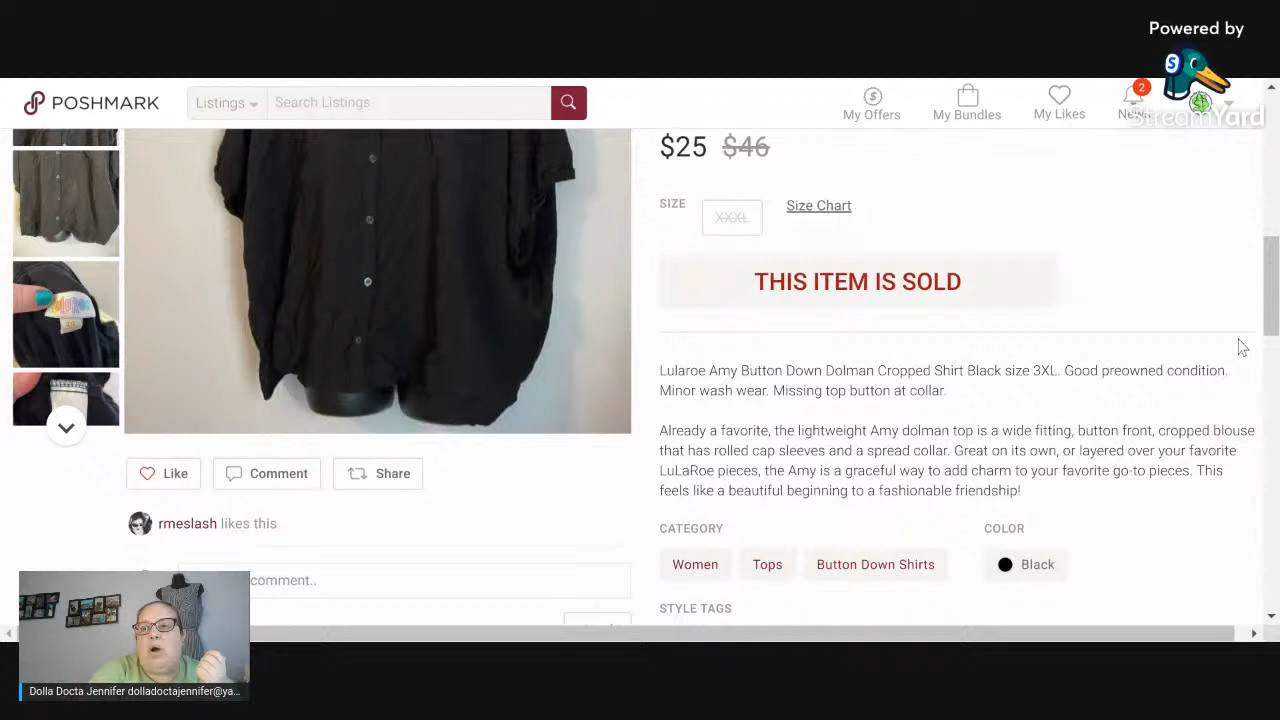 Powered by
StreamYard
POSHMARK
Listings
Search Listings
My Offers
My Bundles
My Likes
2
$25 $46
SIZE
XXXL
Size Chart
THIS ITEM IS SOLD
Lularoe Amy Button Down Dolman Cropped Shirt Black size 3XL. Good preowned condition.
Minor wash wear. Missing top button at collar.
Already a favorite, the lightweight Amy dolman top is a wide fitting, button front, cropped blouse
that has rolled cap sleeves and a spread collar. Great on its own, or layered over your favorite
LuLaRoe pieces, the Amy is a graceful way to add charm to your favorite go-to pieces. This
feels like a beautiful beginning to a fashionable friendship!
Like
Comment
Share
rmeslash likes this
comment..
CATEGORY
Women
Tops
Button Down Shirts
COLOR
Black
STYLE TAGS
Dolla Docta Jennifer dolladoctajennifer@ya...